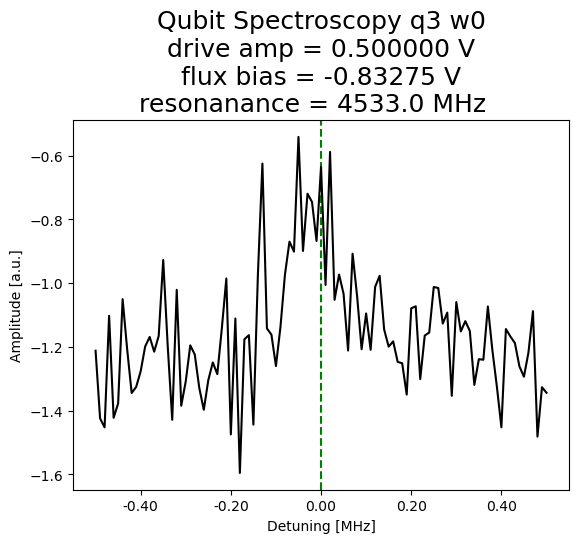 Qubit Spectroscopy q3 w0
drive amp = 0.500000 V
flux bias = -0.83275 V
resonanance = 4533.0 MHz
−0.6
−0.8
−1.0
−1.2
−1.4
−1.6
Amplitude [a.u.]
-0.40
-0.20
0.00
0.20
0.40
Detuning [MHz]